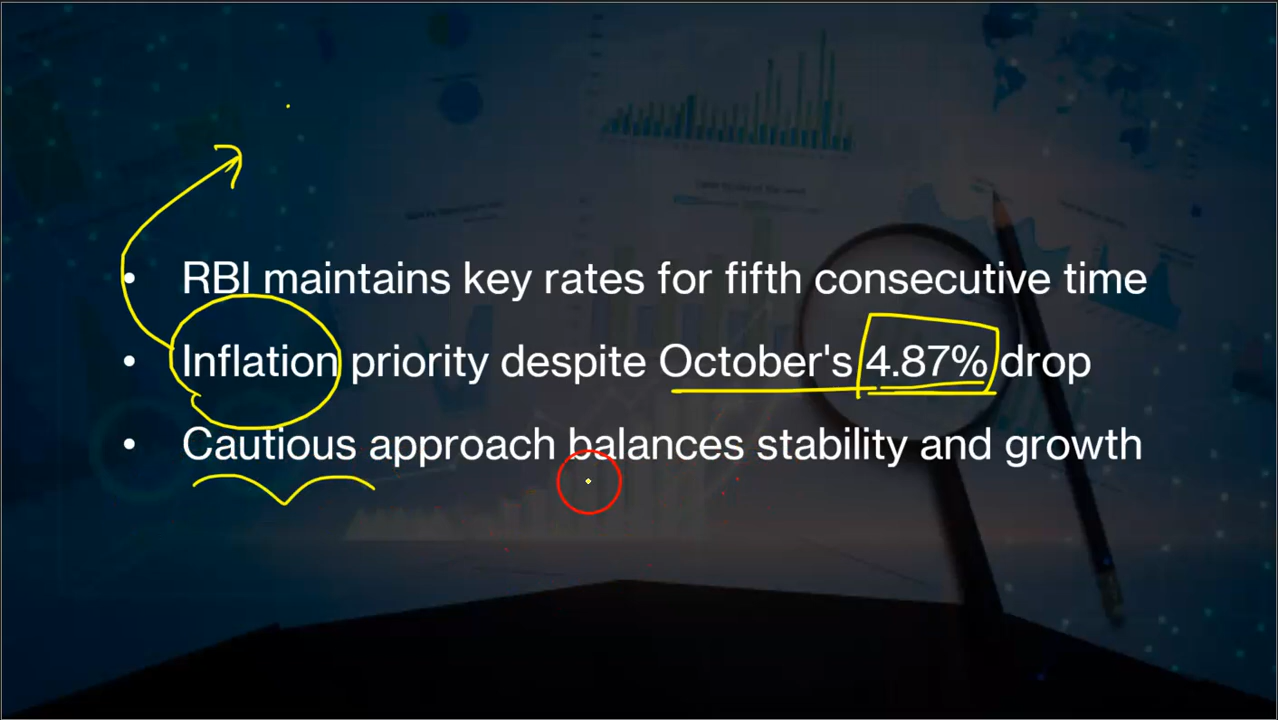 • RBI maintains key rates for fifth consecutive time
• Inflation priority despite October's 4.87% drop
• Cautious approach balances stability and growth